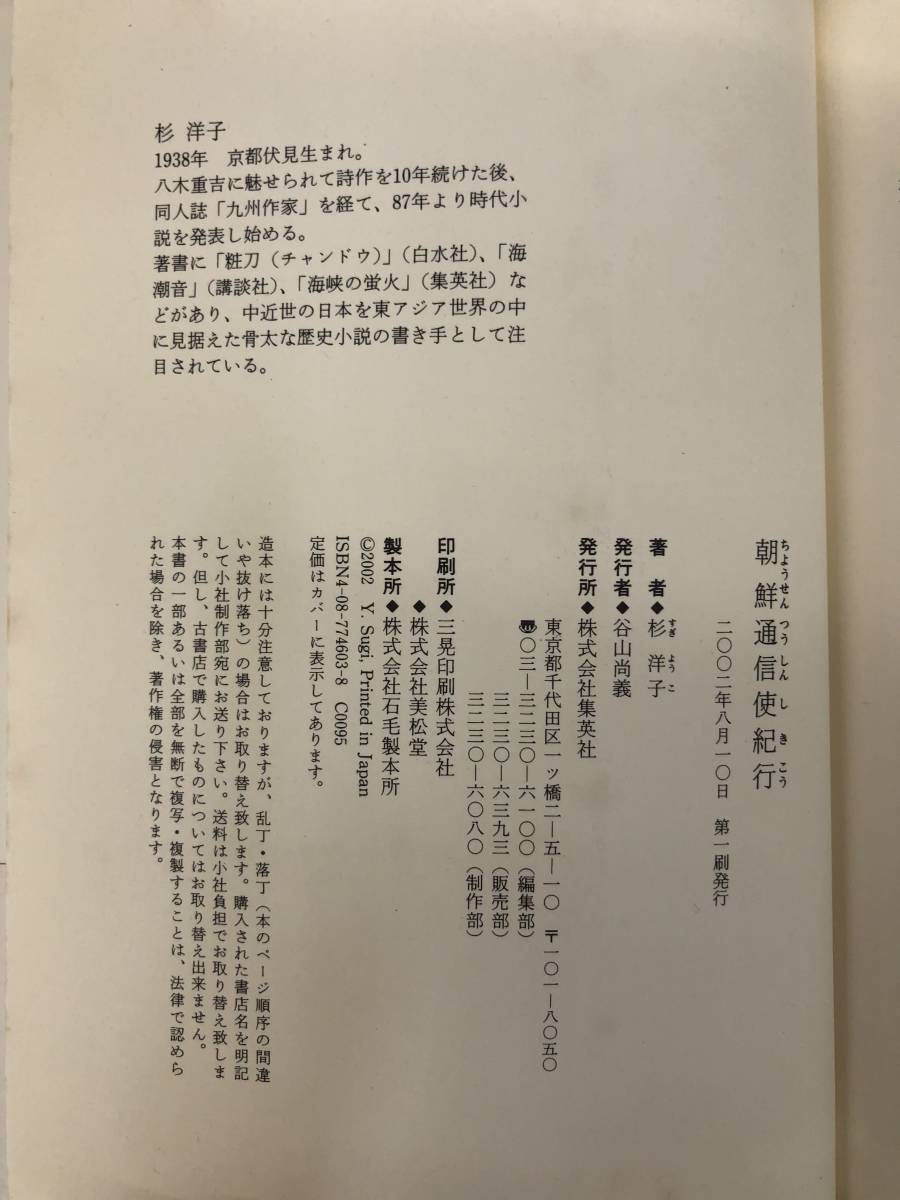 杉 洋子
1938年 京都伏見生まれ。
八木重吉に魅せられて詩作を10年続けた後、
同人誌「九州作家」を経て、87年より時代小
説を発表し始める。
著書に「粧刀（チャンドウ）」（白水社）、「海
潮音」（講談社）、「海峡の蛍火」（集英社）な
どがあり、中近世の日本を東アジア世界の中
に見据えた骨太な歴史小説の書き手として注
目されている。
ちょうせんつうしんしきこう
朝鮮通信使紀行
二〇〇二年八月一〇日 第一刷発行
著 者◆杉 洋子
すぎ ようこ
発行者◆谷山尚義
発行所◆株式会社集英社
東京都千代田区一ツ橋二―五―一〇 〒一〇一―八〇五〇
☎〇三―三二三〇―六一〇〇（編集部）
三二三〇―六三九三（販売部）
三二三〇―六〇八〇（制作部）
印刷所◆三晃印刷株式会社
◆株式会社美松堂
製本所◆株式会社石毛製本所
©2002 Y. Sugi, Printed in Japan
ISBN4-08-774603-8 C0095
定価はカバーに表示してあります。
造本には十分注意しておりますが、乱丁・落丁（本のページ順序の間違
いや抜け落ち）の場合はお取り替え致します。購入された書店名を明記
して小社制作部宛にお送り下さい。送料は小社負担でお取り替え致しま
す。但し、古書店で購入したものについてはお取り替え出来ません。
本書の一部あるいは全部を無断で複写・複製することは、法律で認めら
れた場合を除き、著作権の侵害となります。